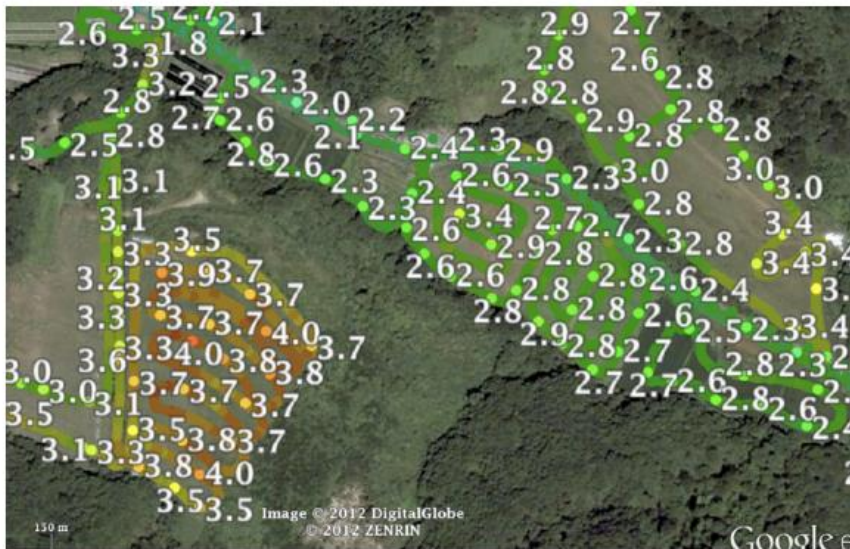 2.5 2.7 2.1 2.9 2.7
2.6 1.8 2.8 2.6
3.3 3.2 2.5 2.3 2.8
2.8 2.0 2.8 2.8
2.7 2.6 2.1 2.2 2.9 2.8 2.8
.5 2.5 2.8 2.8 2.6 2.4 2.3 2.9 3.0 3.0
3.1 3.1 2.3 2.4 2.6 2.5 2.3 3.0
3.1 2.3 3.4 2.8 3.4
3.3 3.5 2.6 2.9 2.7 2.7 2.3 2.8 3.4
3.2 3.9 3.7 2.6 2.6 2.8 2.6 2.4 3.4
3.3 3.7 3.7 3.7 2.8 2.8 2.8 2.6 3.
3.6 3.3 4.0 3.8 4.0 3.7 2.9 2.8 2.7 2.5 2.3 3.4
3.0 3.0 3.7 3.7 3.8 2.7 2.7 2.6 2.8 2.3
3.5 3.1 3.7 2.8 2.6 2.
3.1 3.3 3.5 3.8 3.7 2.4
3.8 4.0
3.5 3.5
Image © 2012 DigitalGlobe
© 2012 ZENRIN
150 m
Google e